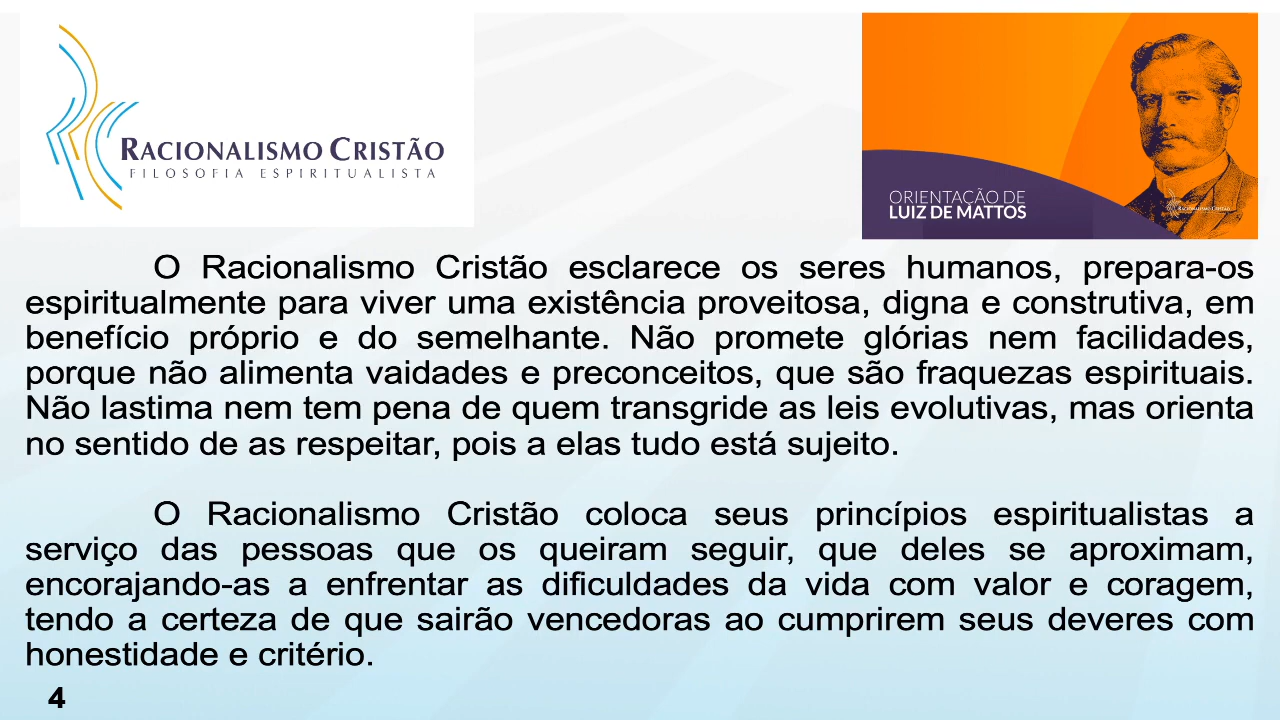 RACIONALISMO CRISTÃO
FILOSOFIA ESPIRITUALISTA
ORIENTAÇÃO DE
LUIZ DE MATTOS
RACIONALISMO CRISTÃO
O Racionalismo Cristão esclarece os seres humanos, prepara-os
espiritualmente para viver uma existência proveitosa, digna e construtiva, em
benefício próprio e do semelhante. Não promete glórias nem facilidades,
porque não alimenta vaidades e preconceitos, que são fraquezas espirituais.
Não lastima nem tem pena de quem transgride as leis evolutivas, mas orienta
no sentido de as respeitar, pois a elas tudo está sujeito.
O Racionalismo Cristão coloca seus princípios espiritualistas a
serviço das pessoas que os queiram seguir, que deles se aproximam,
encorajando-as a enfrentar as dificuldades da vida com valor e coragem,
tendo a certeza de que sairão vencedoras ao cumprirem seus deveres com
honestidade e critério.
4